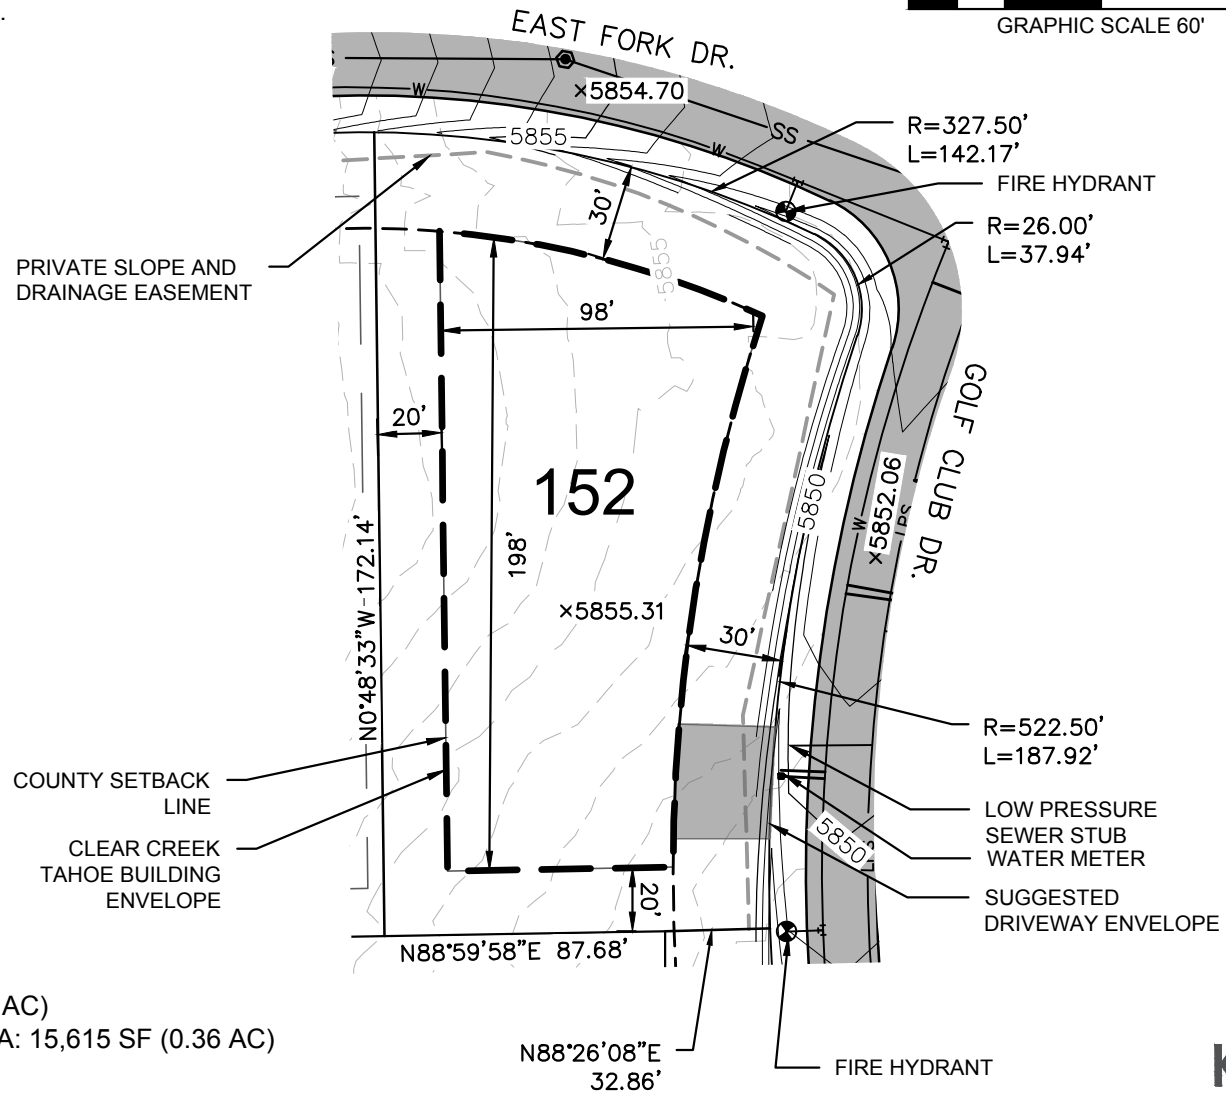 GRAPHIC SCALE 60'
EAST FORK DR.
×5854.70
SS
W
W
5855
R=327.50'
L=142.17'
FIRE HYDRANT
R=26.00'
L=37.94'
30'
PRIVATE SLOPE AND
DRAINAGE EASEMENT
5855
98'
GOLF CLUB DR.
20'
152
5850
×5852.06
W
198'
N0°48'33"W-172.14'
×5855.31
30'
R=522.50'
L=187.92'
COUNTY SETBACK
LINE
LOW PRESSURE
SEWER STUB
5850
CLEAR CREEK
TAHOE BUILDING
ENVELOPE
WATER METER
SUGGESTED
DRIVEWAY ENVELOPE
20'
N88°59'58"E 87.68'
AC)
A: 15,615 SF (0.36 AC)
N88°26'08"E
32.86'
FIRE HYDRANT